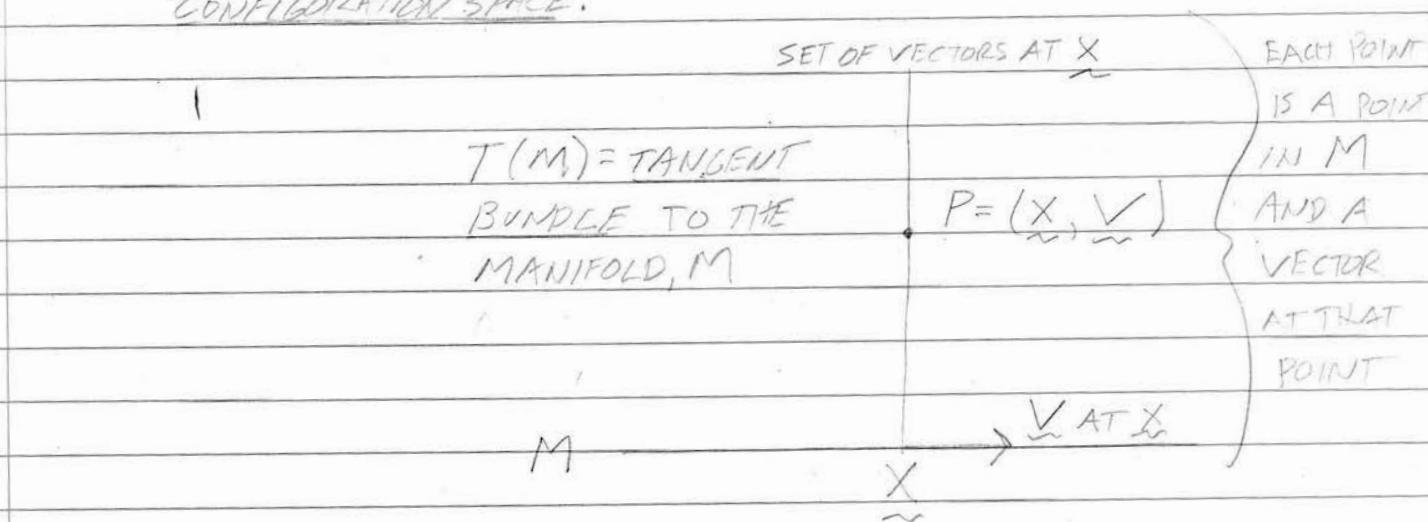 CONFIGURATION SPACE.
SET OF VECTORS AT X
T(M) = TANGENT
BUNDLE TO THE
MANIFOLD, M
P = (X, V)
EACH POINT
IS A POINT
IN M
AND A
VECTOR
AT THAT
POINT
M
V AT X
X